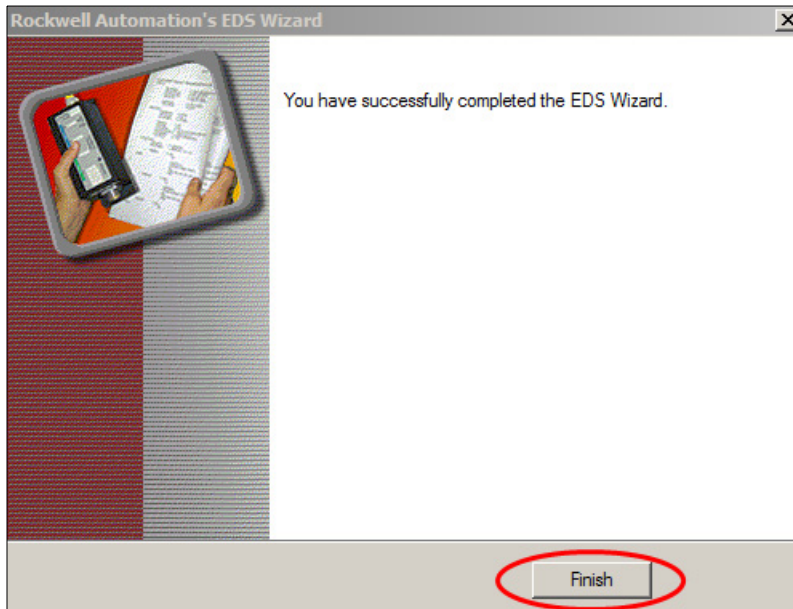 Rockwell Automation's EDS Wizard
You have successfully completed the EDS Wizard.
Finish